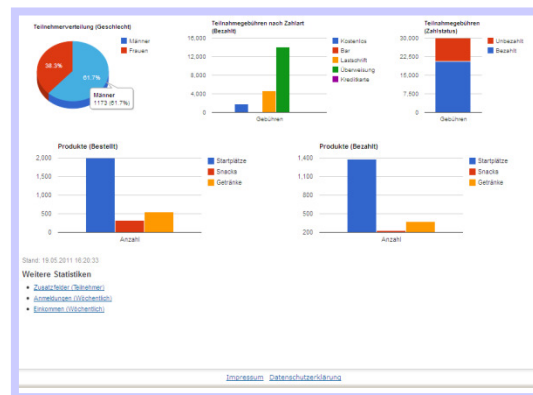 Teilnehmerverteilung (Geschlecht)
Männer
Frauen
38.3%
61.7%
Männer
1173 (61.7%)
Teilnahmegebühren nach Zahlart
(Bezahlt)
16,000
12,000
8,000
4,000
0
Gebühren
Kostenlos
Bar
Lastschrift
Überweisung
Kreditkarte
Teilnahmegebühren
(Zahlstatus)
30,000
22,500
15,000
7,500
0
Gebühren
Unbezahlt
Bezahlt
Produkte (Bestellt)
2,000
1,500
1,000
500
0
Anzahl
Startplätze
Snacks
Getränke
Produkte (Bezahlt)
1,400
1,100
800
500
200
Anzahl
Startplätze
Snacks
Getränke
Stand: 19.05.2011 16:20:33
Weitere Statistiken
Zusatzfelder (Teilnehmer)
Anmeldungen (Wöchentlich)
Einkommen (Wöchentlich)
Impressum Datenschutzerklärung